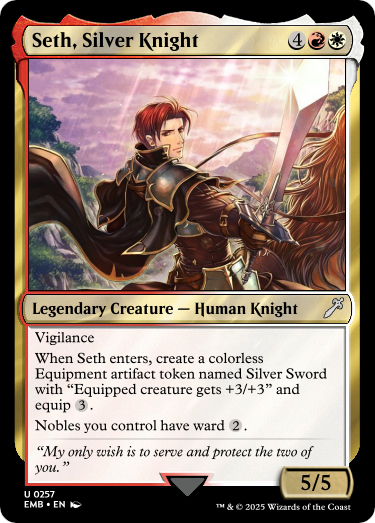 Seth, Silver Knight 4
Legendary Creature — Human Knight
Vigilance
When Seth enters, create a colorless
Equipment artifact token named Silver Sword
with “Equipped creature gets +3/+3” and
equip 3.
Nobles you control have ward 2.
“My only wish is to serve and protect the two of
you.”
5/5
U 0257
EMB • EN
™ & © 2025 Wizards of the Coast